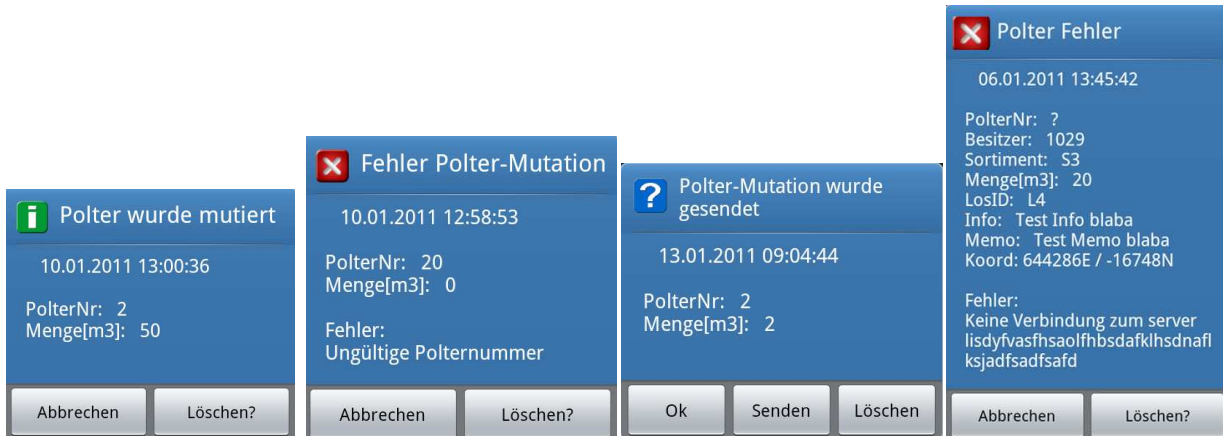 Polter wurde mutiert
10.01.2011 13:00:36
PolterNr: 2
Menge[m3]: 50
Abbrechen
Löschen?
Fehler Polter-Mutation
10.01.2011 12:58:53
PolterNr: 20
Menge[m3]: 0
Fehler:
Ungültige Polternummer
Abbrechen
Löschen?
Polter-Mutation wurde
gesendet
13.01.2011 09:04:44
PolterNr: 2
Menge[m3]: 2
Ok
Senden
Löschen
Polter Fehler
06.01.2011 13:45:42
PolterNr: ?
Besitzer: 1029
Sortiment: S3
Menge[m3]: 20
LosID: L4
Info: Test Info blaba
Memo: Test Memo blaba
Koord: 644286E / -16748N
Fehler:
Keine Verbindung zum server
lisdyfvasfhsaolfhbsdafklhsdnafl
ksjadfsadfsafd
Abbrechen
Löschen?